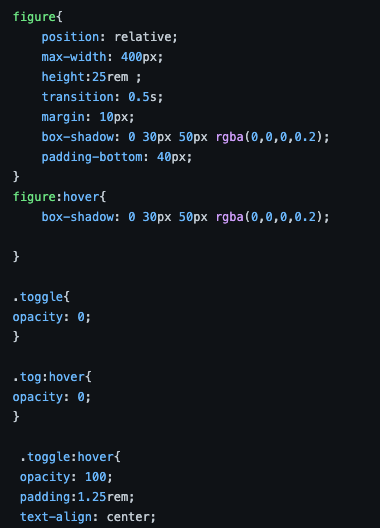 figure{
    position: relative;
    max-width: 400px;
    height:25rem ;
    transition: 0.5s;
    margin: 10px;
    box-shadow: 0 30px 50px rgba(0,0,0,0.2);
    padding-bottom: 40px;
}
figure:hover{
    box-shadow: 0 30px 50px rgba(0,0,0,0.2);

}

.toggle{
opacity: 0;
}

.tog:hover{
opacity: 0;
}

 .toggle:hover{
 opacity: 100;
 padding:1.25rem;
 text-align: center;